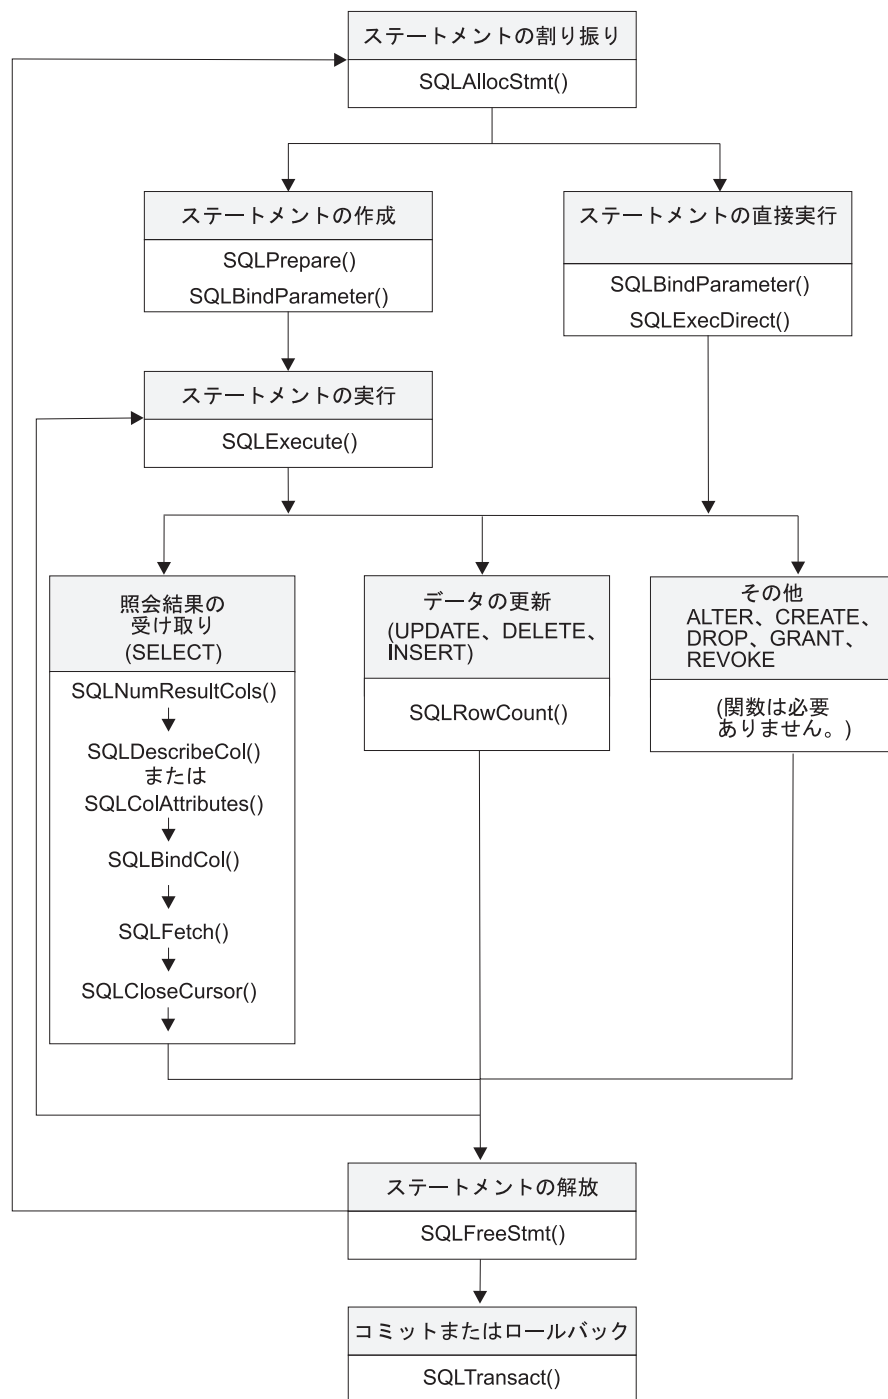 ステートメントの割り振り
SQLAllocStmt()
ステートメントの作成
SQLPrepare()
SQLBindParameter()
ステートメントの直接実行
SQLBindParameter()
SQLExecDirect()
ステートメントの実行
SQLExecute()
照会結果の
受け取り
(SELECT)
SQLNumResultCols()
SQLDescribeCol()
または
SQLColAttributes()
SQLBindCol()
SQLFetch()
SQLCloseCursor()
データの更新
(UPDATE、DELETE、
INSERT)
SQLRowCount()
その他
ALTER、CREATE、
DROP、GRANT、
REVOKE
(関数は必要
ありません。)
ステートメントの解放
SQLFreeStmt()
コミットまたはロールバック
SQLTransact()